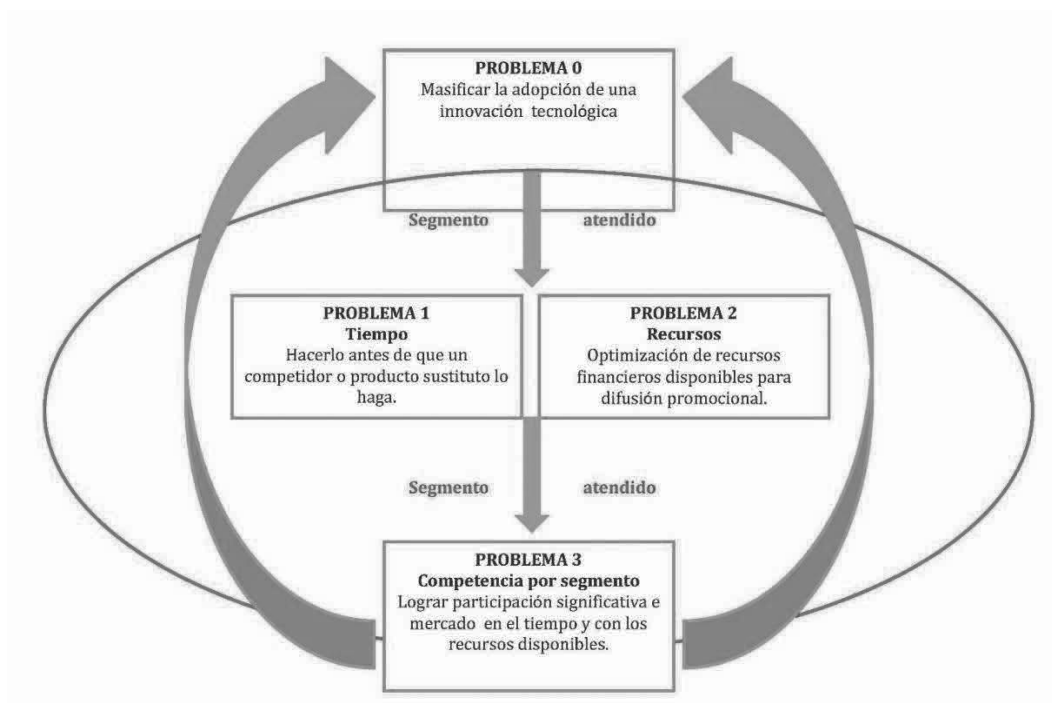 PROBLEMA 0
Masificar la adopción de una
innovación tecnológica
Segmento atendido
PROBLEMA 1
Tiempo
Hacerlo antes de que un
competidor o producto sustituto lo
haga.
PROBLEMA 2
Recursos
Optimización de recursos
financieros disponibles para
difusión promocional.
Segmento atendido
PROBLEMA 3
Competencia por segmento
Lograr participación significativa e
mercado en el tiempo y con los
recursos disponibles.